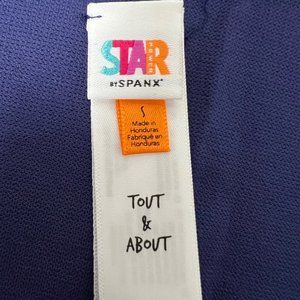 STAR
POWER
BY SPANX®
S
Made in
Honduras
Fabriqué en
Honduras
TOUT
&
ABOUT